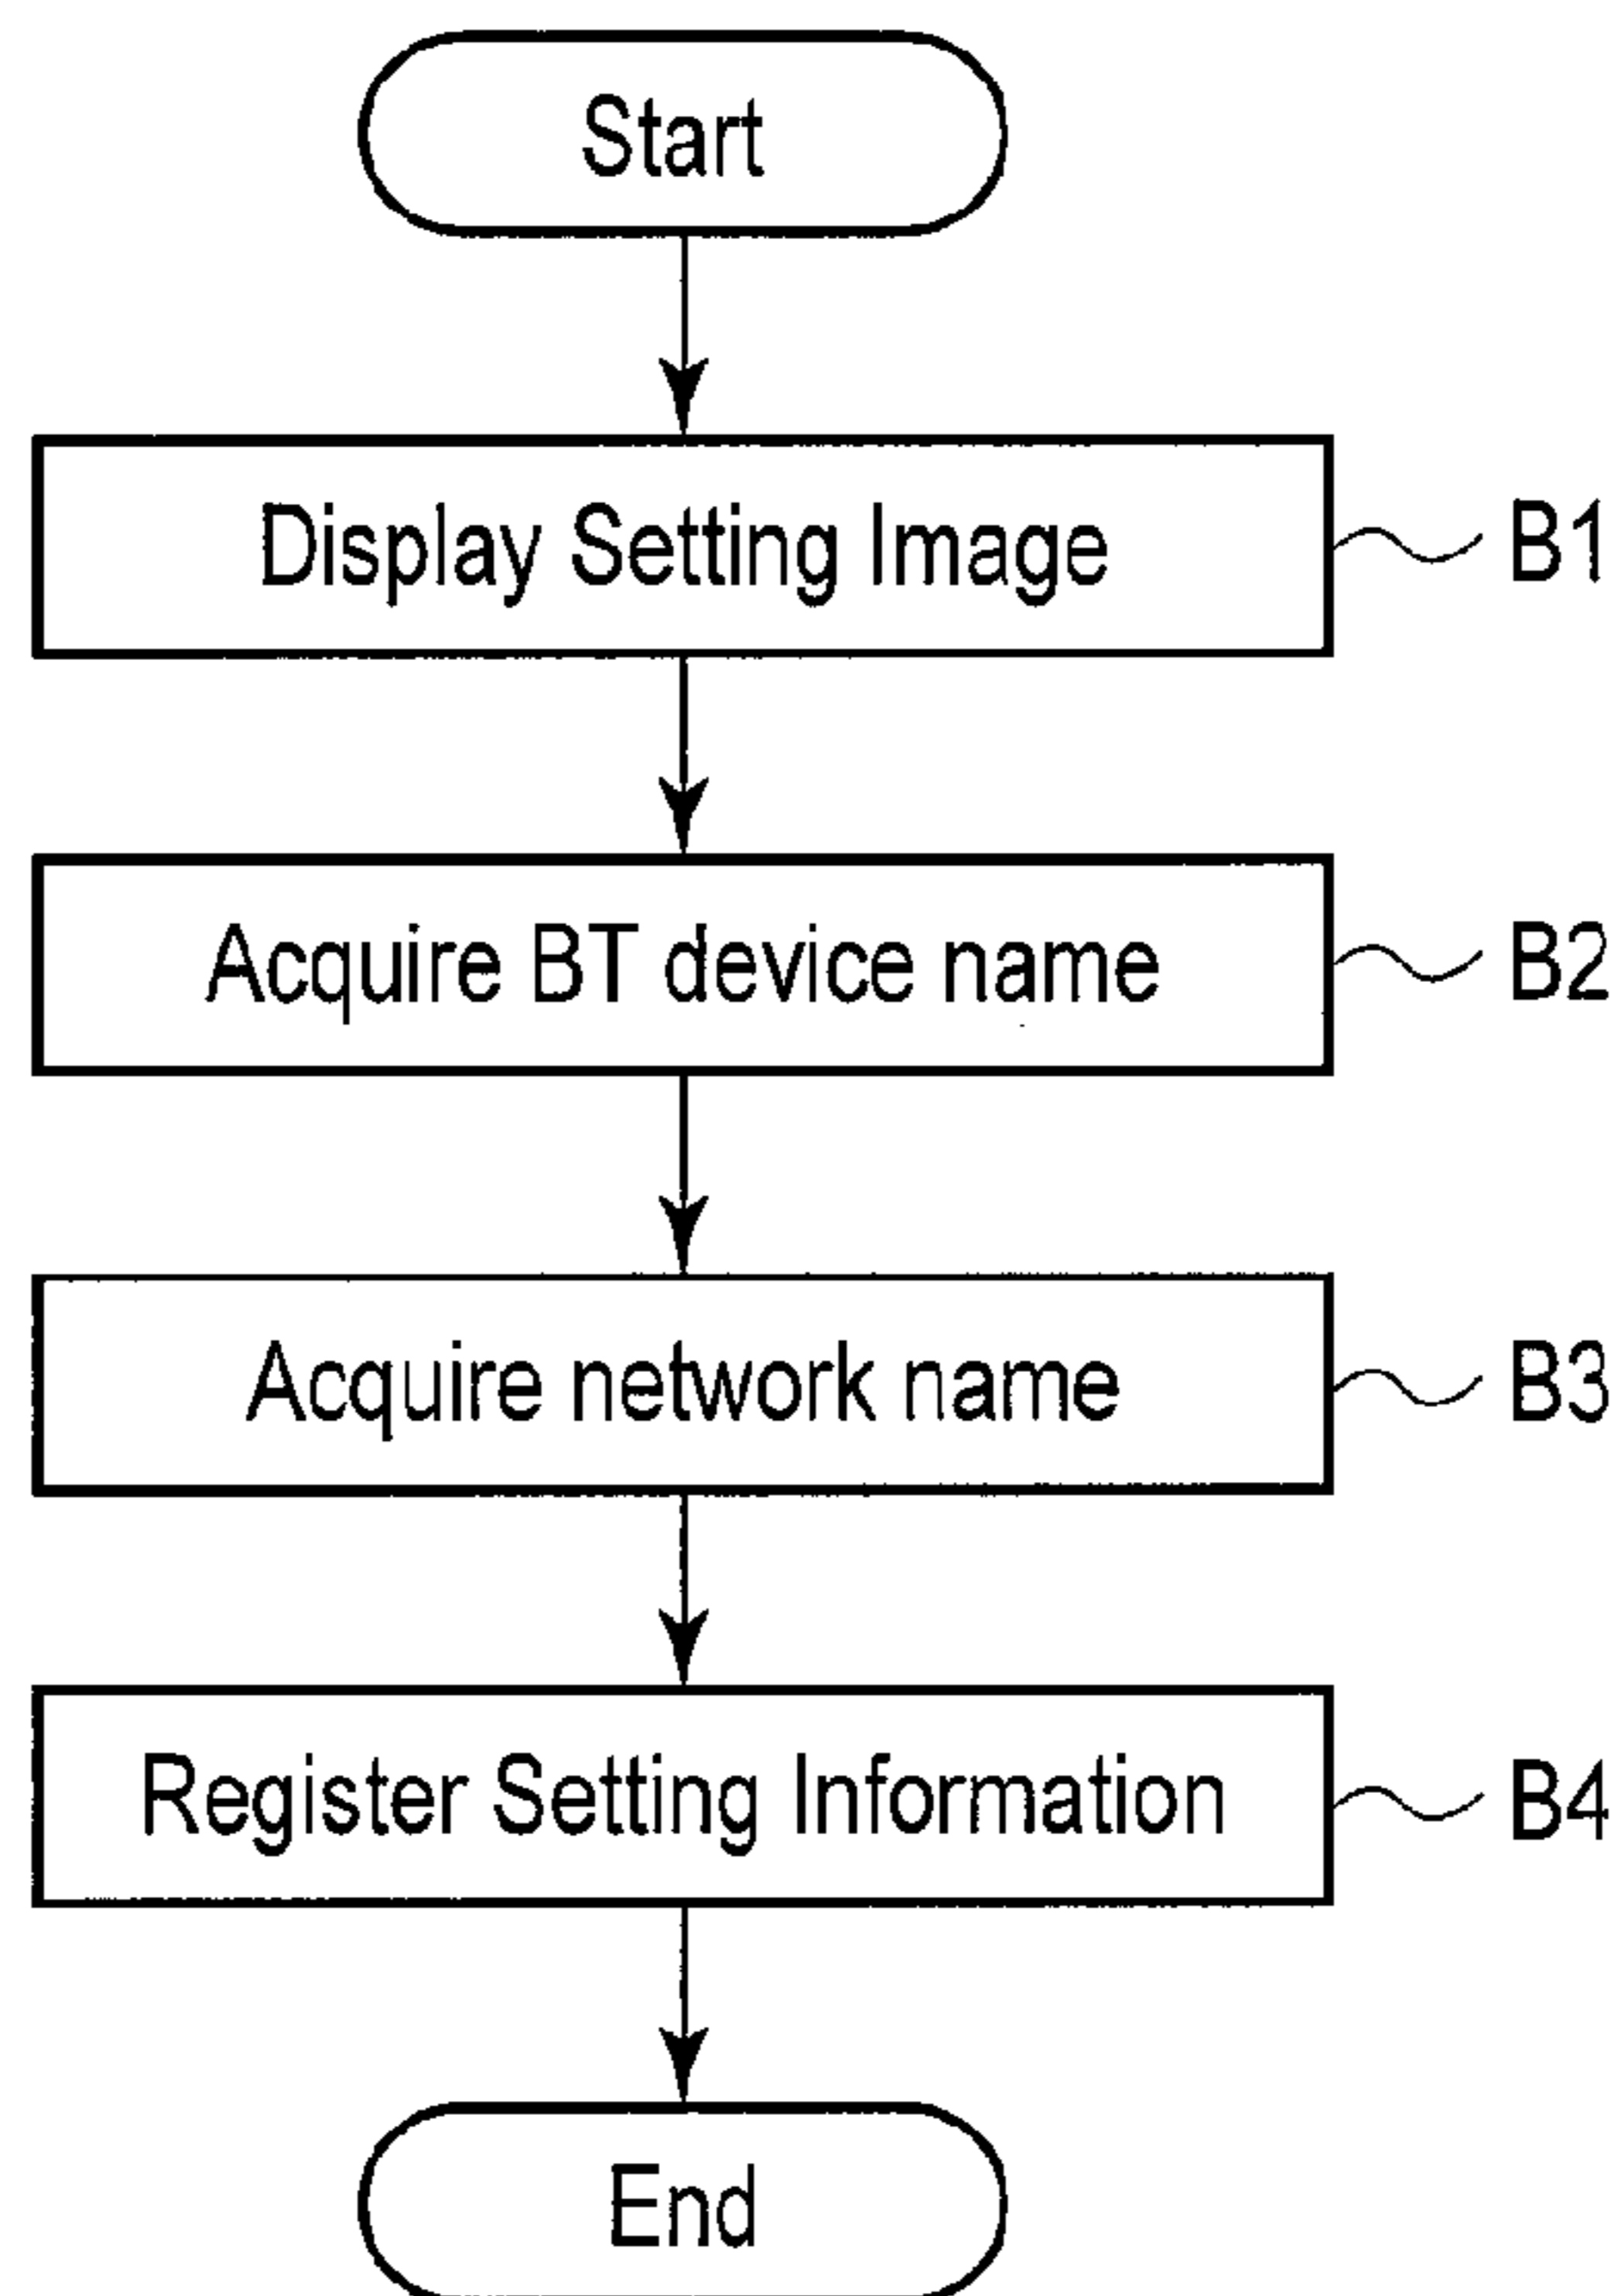 Start
Display Setting Image B1
Acquire BT device name B2
Acquire network name B3
Register Setting Information B4
End